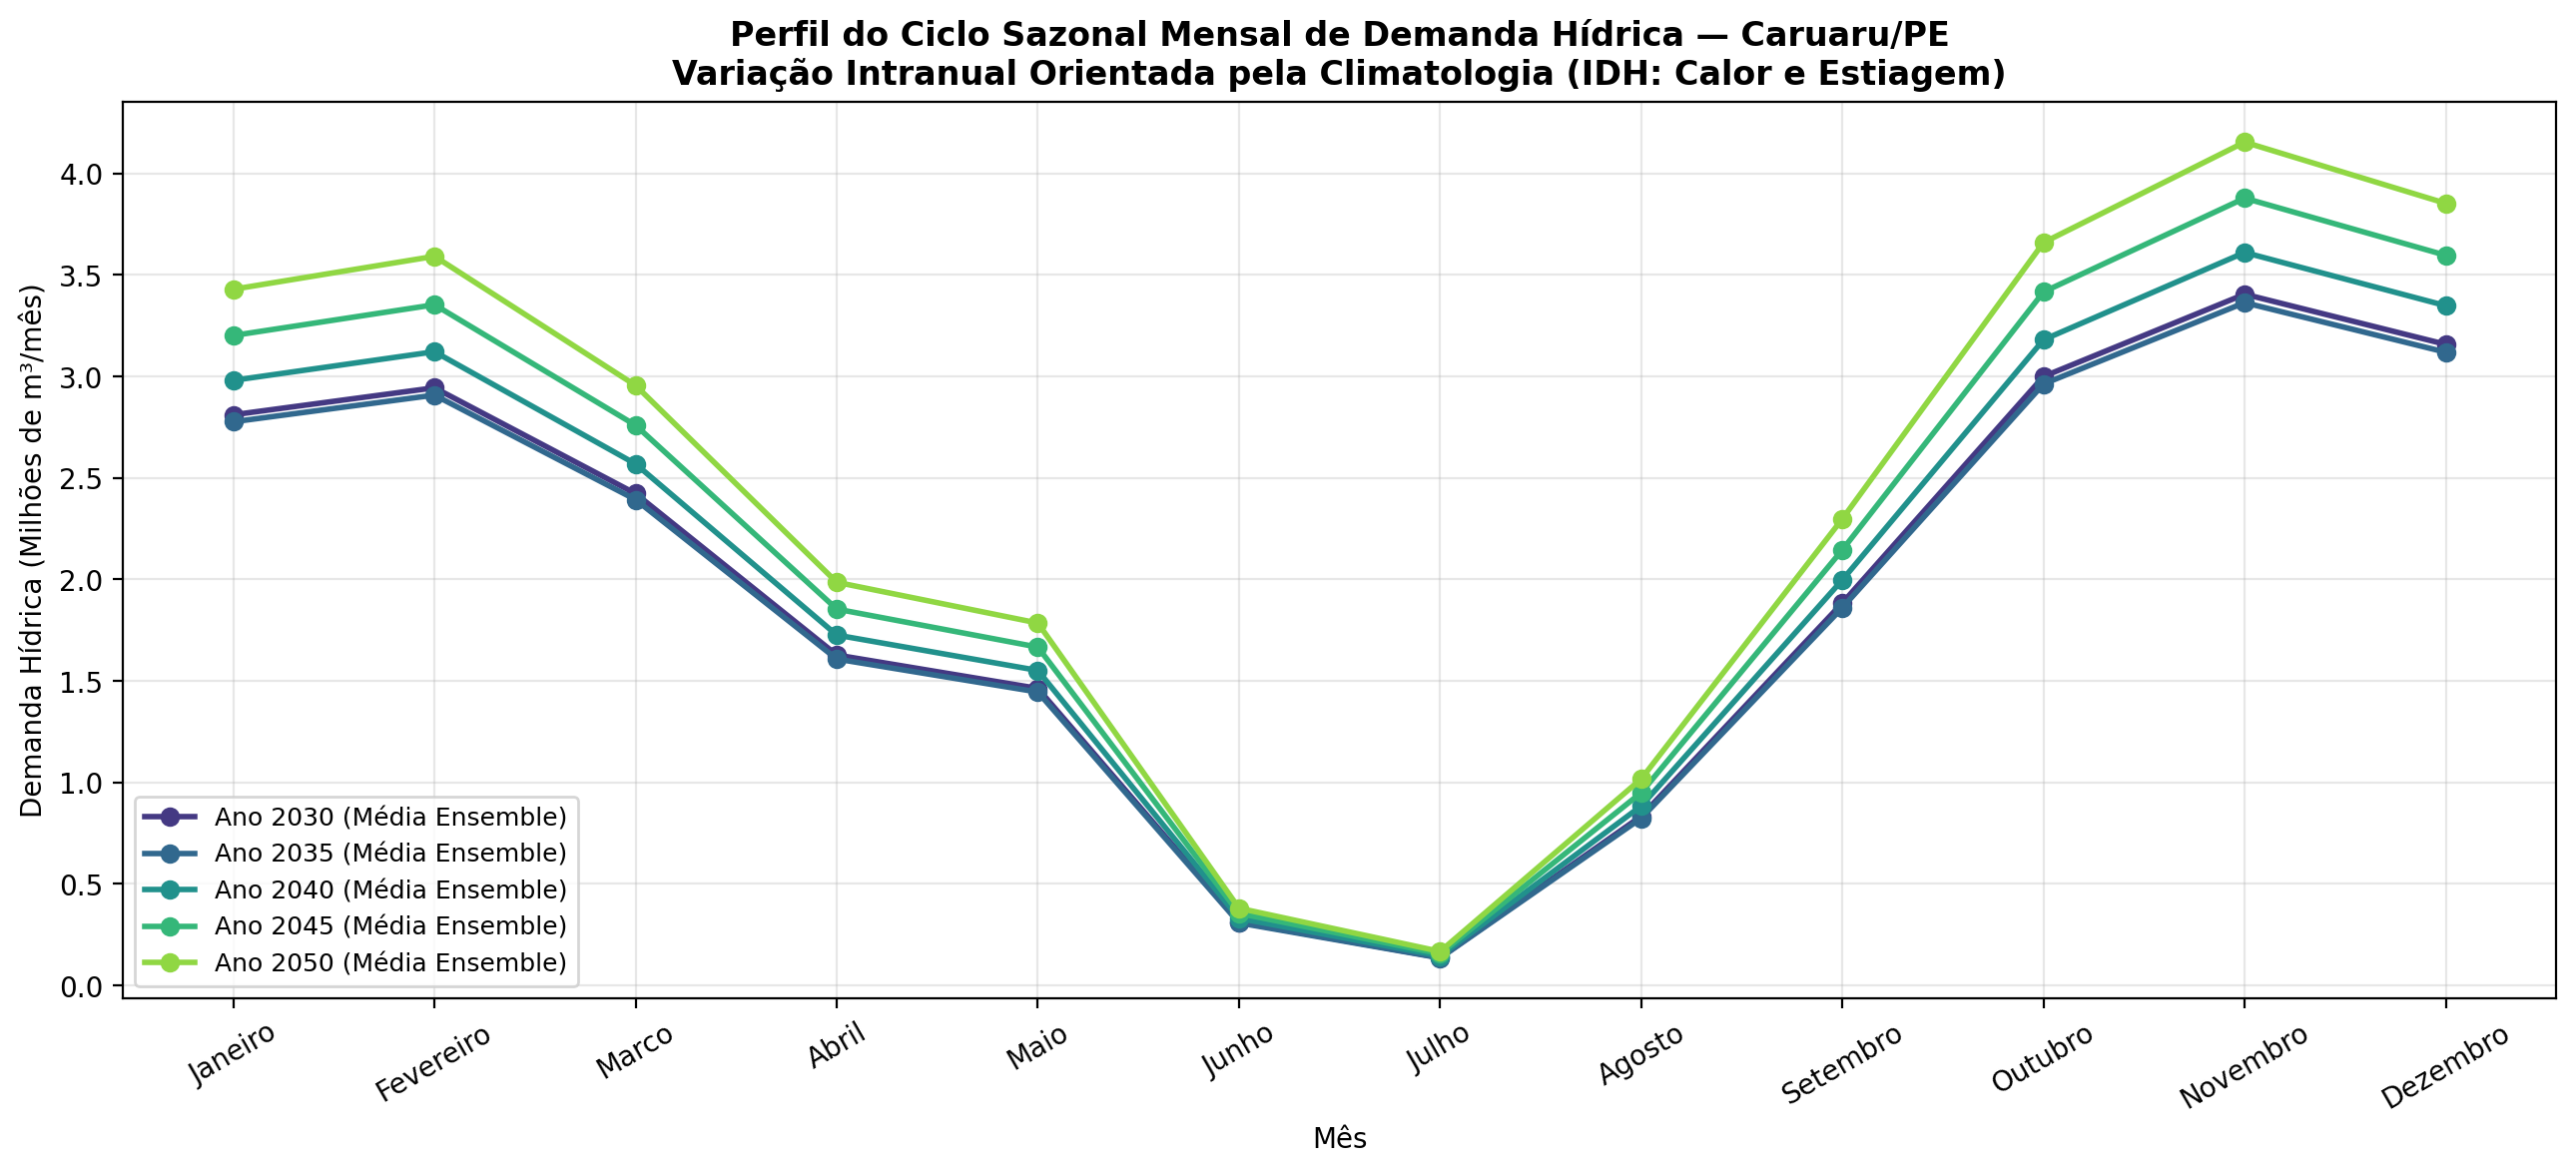 Perfil do Ciclo Sazonal Mensal de Demanda Hídrica — Caruaru/PE
Variação Intranual Orientada pela Climatologia (IDH: Calor e Estiagem)
Demanda Hídrica (Milhões de m³/mês)
4.0
3.5
3.0
2.5
2.0
1.5
1.0
0.5
0.0
Ano 2030 (Média Ensemble)
Ano 2035 (Média Ensemble)
Ano 2040 (Média Ensemble)
Ano 2045 (Média Ensemble)
Ano 2050 (Média Ensemble)
Janeiro
Fevereiro
Marco
Abril
Maio
Junho
Julho
Agosto
Setembro
Outubro
Novembro
Dezembro
Mês